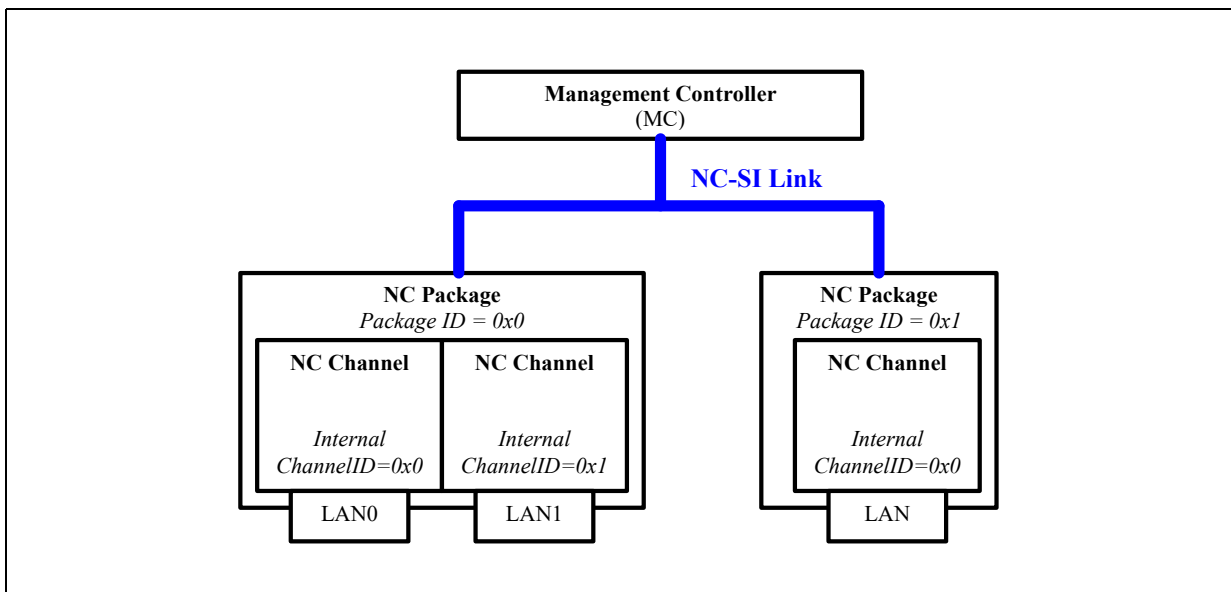 Management Controller
(MC)
NC-SI Link
NC Package
Package ID = 0x0
NC Channel
Internal
ChannelID=0x0
LAN0
NC Channel
Internal
ChannelID=0x1
LAN1
NC Package
Package ID = 0x1
NC Channel
Internal
ChannelID=0x0
LAN